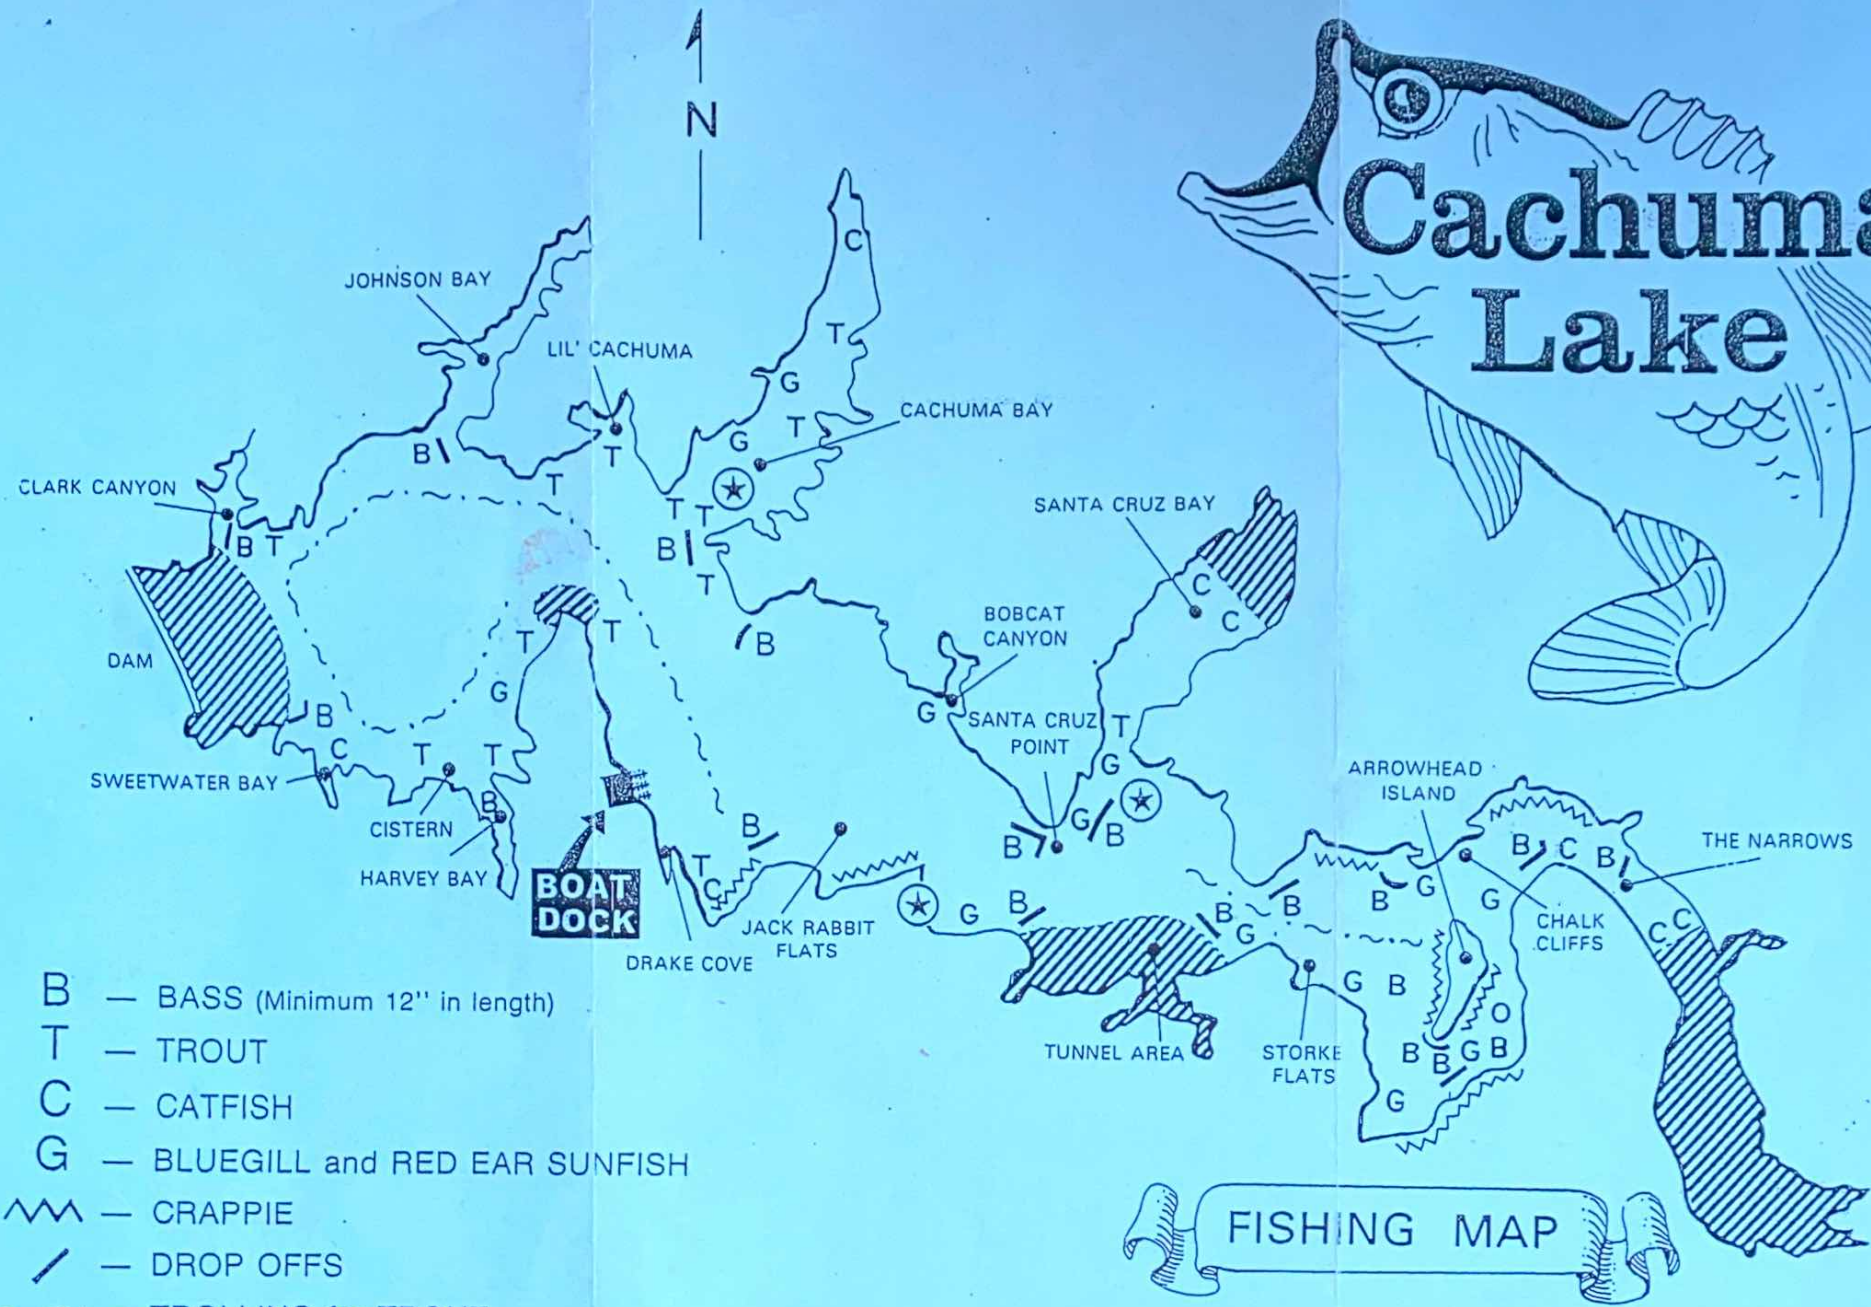 N
Cachuma
Lake
JOHNSON BAY
LIL' CACHUMA
CACHUMA BAY
CLARK CANYON
SANTA CRUZ BAY
BOBCAT
CANYON
DAM
SANTA CRUZ
POINT
SWEETWATER BAY
CISTERN
HARVEY BAY
BOAT
DOCK
DRAKE COVE
JACK RABBIT
FLATS
ARROWHEAD
ISLAND
THE NARROWS
CHALK
CLIFFS
TUNNEL AREA
STORKE
FLATS
C
T
G
T
G
B
T
T
T T
B
T
B T
B
C
C
T
T
G
G
T
B
C
T
T
B
G
B
G
B
B
T
C
G
B
B
G
B
B
G
G
B
C
B
C
C
G
B
O
B
B
G
B
G
B — BASS (Minimum 12" in length)
T — TROUT
C — CATFISH
G — BLUEGILL and RED EAR SUNFISH
— CRAPPIE
— DROP OFFS
FISHING MAP